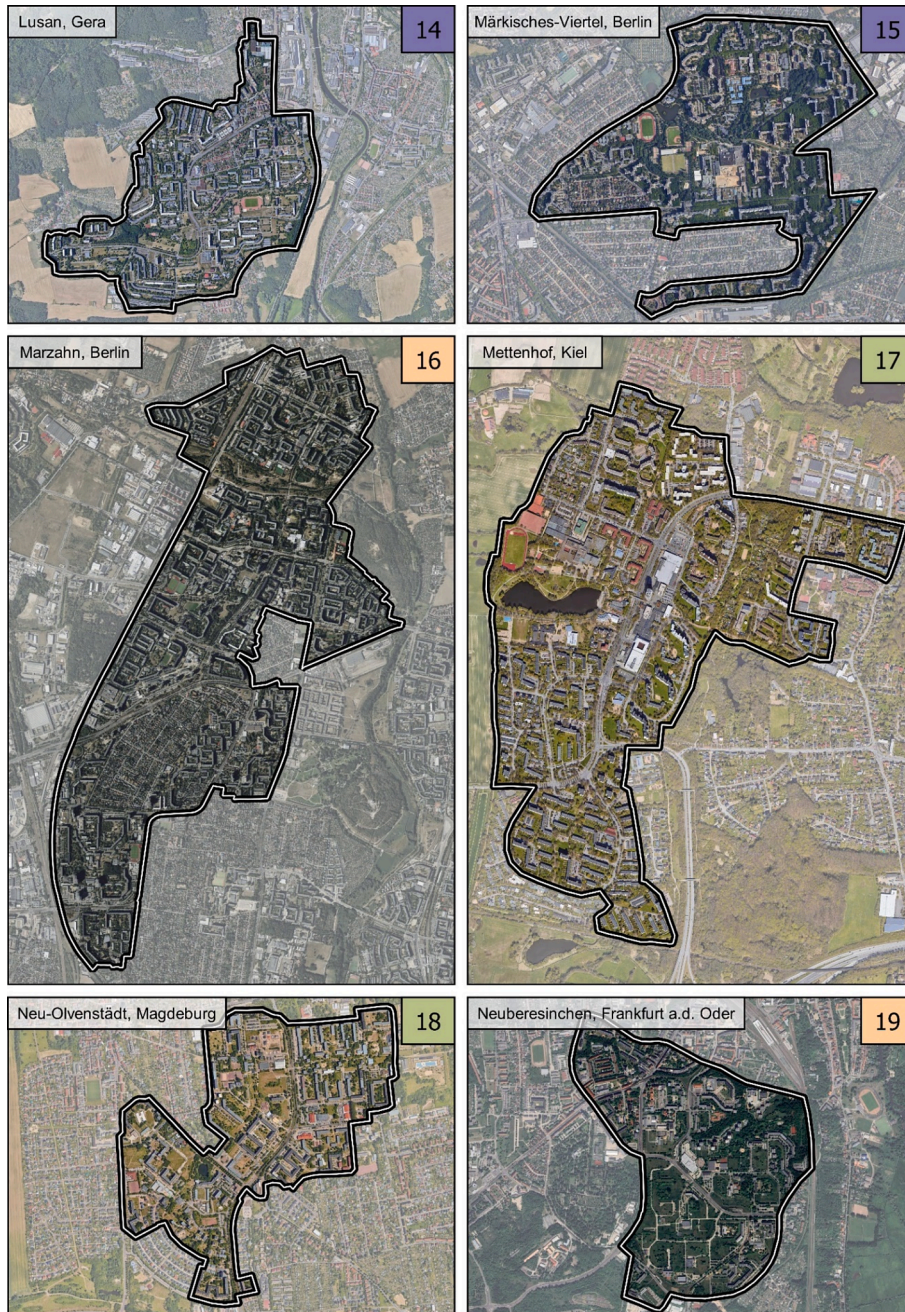 Lusan, Gera
14
Märkisches-Viertel, Berlin
15
Marzahn, Berlin
16
Mettenhof, Kiel
17
Neu-Olvenstädt, Magdeburg
18
Neuberesinchen, Frankfurt a.d. Oder
19